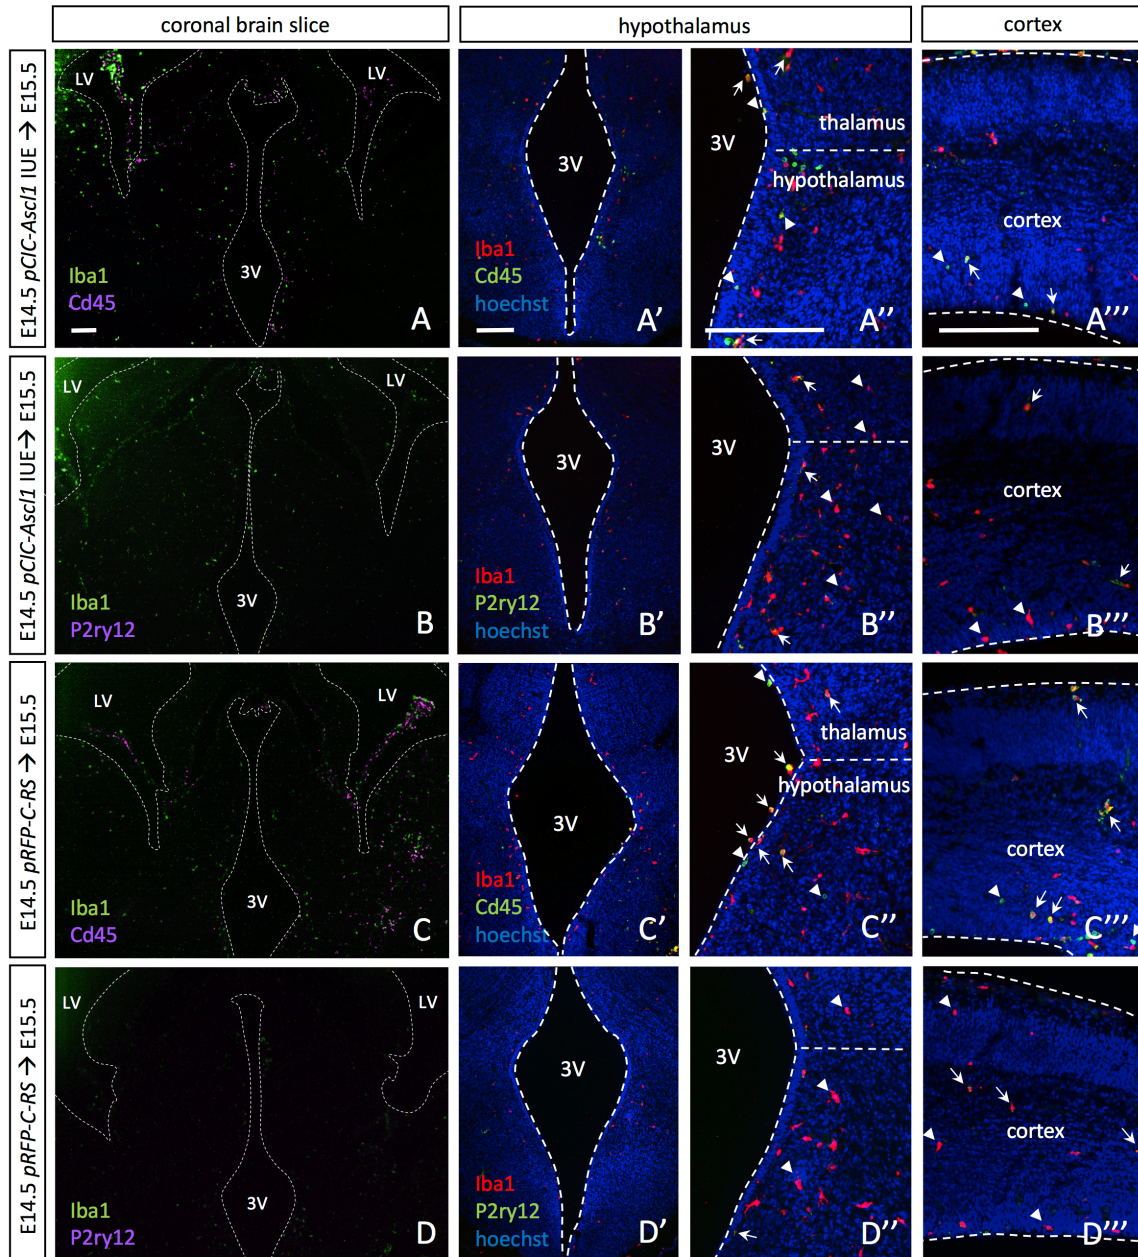 coronal brain slice
hypothalamus
cortex
E14.5 pCIC-Ascl1 IUE → E15.5
LV
LV
3V
Iba1
Cd45
A
3V
Iba1
Cd45
hoechst
A’
3V
thalamus
hypothalamus
A’’
cortex
A’’’
E14.5 pCIC-Ascl1 IUE→ E15.5
LV
LV
3V
Iba1
P2ry12
B
3V
Iba1
P2ry12
hoechst
B’
3V
B’’
cortex
B’’’
E14.5 pRFP-C-RS → E15.5
LV
LV
3V
Iba1
Cd45
C
3V
Iba1
Cd45
hoechst
C’
3V
thalamus
hypothalamus
C’’
cortex
C’’’
E14.5 pRFP-C-RS → E15.5
LV
LV
3V
Iba1
P2ry12
D
3V
Iba1
P2ry12
hoechst
D’
3V
D’’
cortex
D’’’